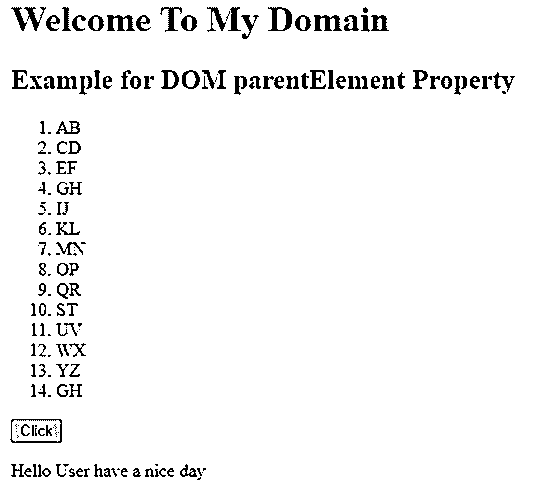 Welcome To My Domain
Example for DOM parentElement Property
1. AB
2. CD
3. EF
4. GH
5. IJ
6. KL
7. MN
8. OP
9. QR
10. ST
11. UV
12. WX
13. YZ
14. GH
Click
Hello User have a nice day